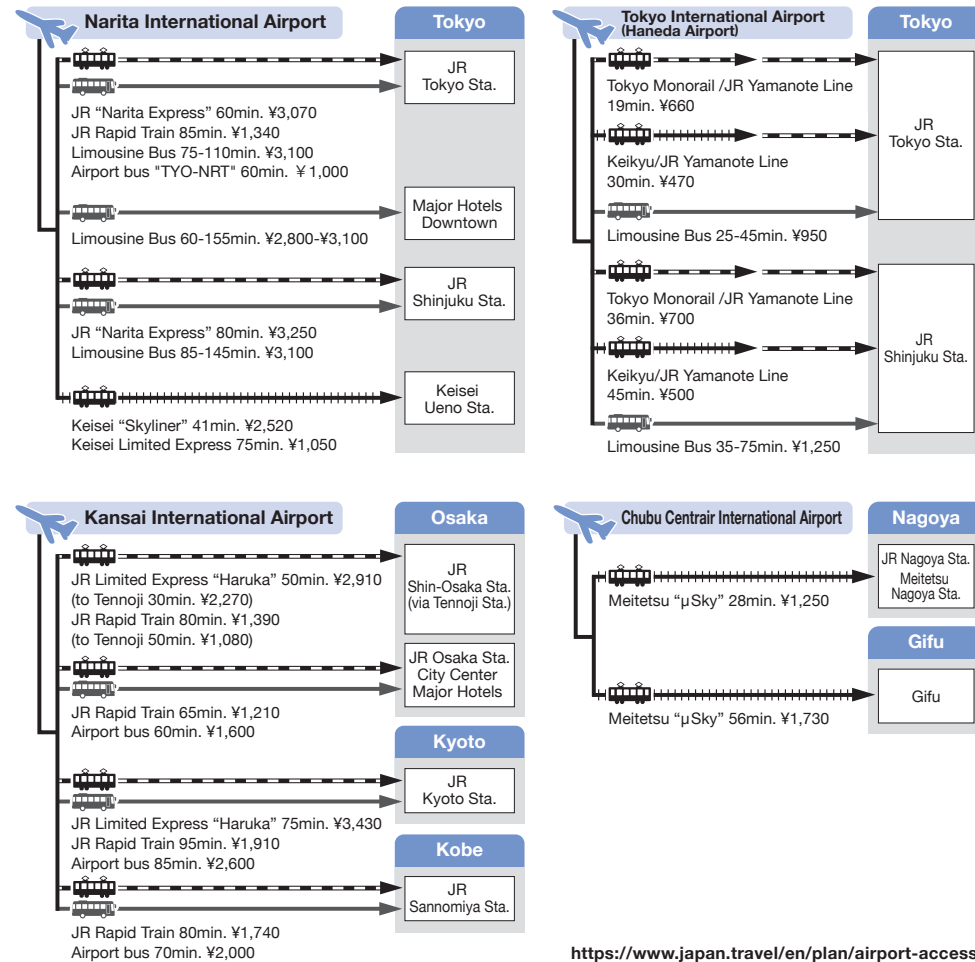 Narita International Airport
Tokyo
JR
Tokyo Sta.
JR “Narita Express” 60min. ¥3,070
JR Rapid Train 85min. ¥1,340
Limousine Bus 75-110min. ¥3,100
Airport bus "TYO-NRT" 60min. ¥1,000
Major Hotels
Downtown
Limousine Bus 60-155min. ¥2,800-¥3,100
JR
Shinjuku Sta.
JR “Narita Express” 80min. ¥3,250
Limousine Bus 85-145min. ¥3,100
Keisei
Ueno Sta.
Keisei “Skyliner” 41min. ¥2,520
Keisei Limited Express 75min. ¥1,050
Tokyo International Airport
(Haneda Airport)
Tokyo
Tokyo Monorail /JR Yamanote Line
19min. ¥660
JR
Tokyo Sta.
Keikyu/JR Yamanote Line
30min. ¥470
Limousine Bus 25-45min. ¥950
Tokyo Monorail /JR Yamanote Line
36min. ¥700
JR
Shinjuku Sta.
Keikyu/JR Yamanote Line
45min. ¥500
Limousine Bus 35-75min. ¥1,250
Kansai International Airport
Osaka
JR Limited Express “Haruka” 50min. ¥2,910
(to Tennoji 30min. ¥2,270)
JR Rapid Train 80min. ¥1,390
(to Tennoji 50min. ¥1,080)
JR
Shin-Osaka Sta.
(via Tennoji Sta.)
JR Osaka Sta.
City Center
Major Hotels
JR Rapid Train 65min. ¥1,210
Airport bus 60min. ¥1,600
Kyoto
JR
Kyoto Sta.
JR Limited Express “Haruka” 75min. ¥3,430
JR Rapid Train 95min. ¥1,910
Airport bus 85min. ¥2,600
Kobe
JR
Sannomiya Sta.
JR Rapid Train 80min. ¥1,740
Airport bus 70min. ¥2,000
Chubu Centrair International Airport
Nagoya
JR Nagoya Sta.
Meitetsu
Nagoya Sta.
Meitetsu “μSky” 28min. ¥1,250
Gifu
Gifu
Meitetsu “μSky” 56min. ¥1,730
https://www.japan.travel/en/plan/airport-access